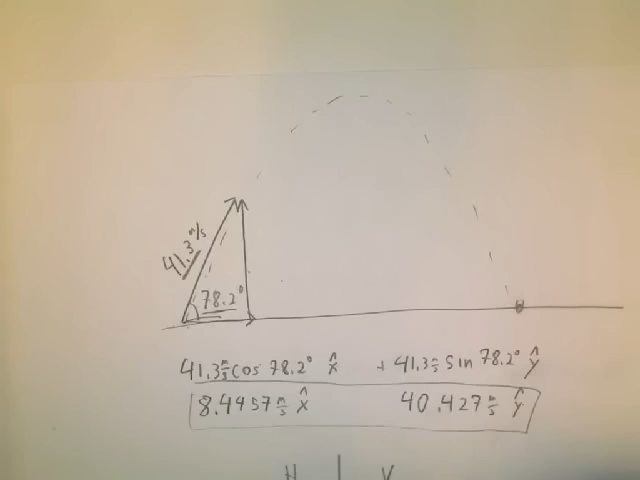 41.3 m/s
78.2°
41.3 m/s cos 78.2° x̂ + 41.3 m/s sin 78.2° ŷ
8.4457 m/s x̂ 40.427 m/s ŷ
H V